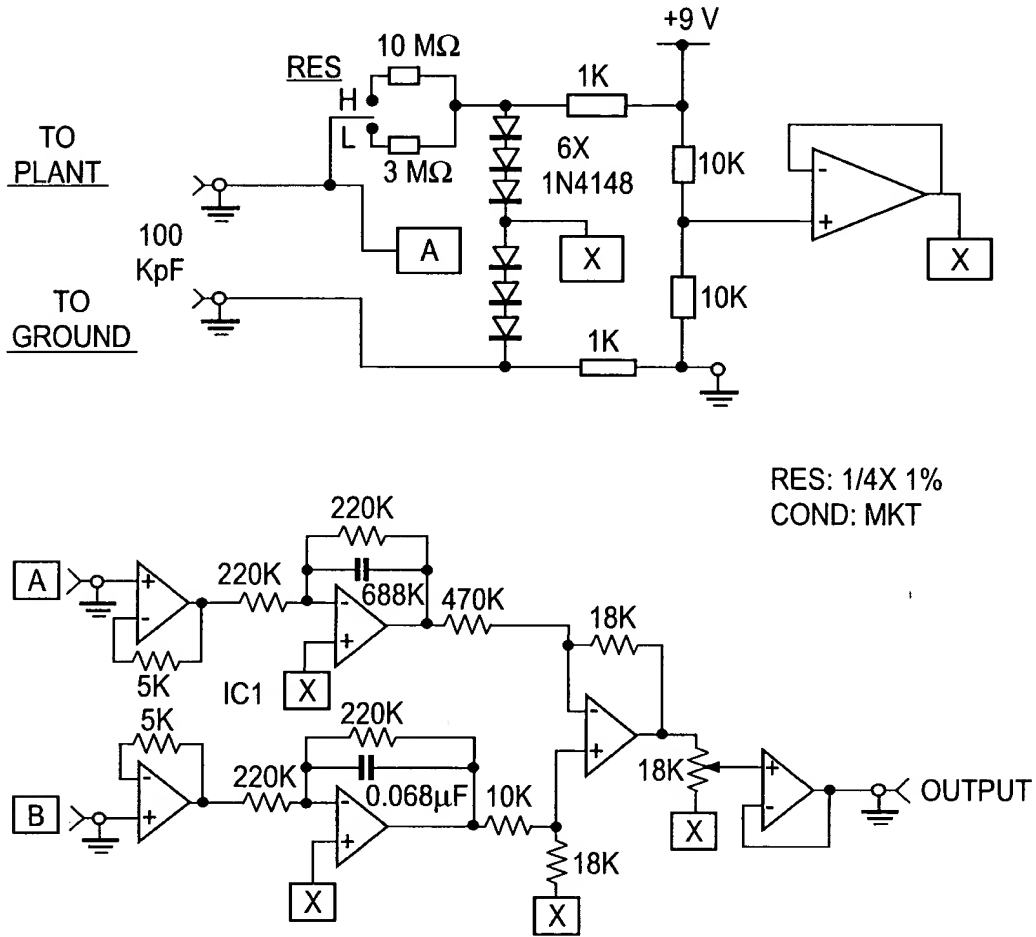 +9 V
10 MΩ
RES
H
L
3 MΩ
1K
TO
PLANT
6X
1N4148
10K
-
+
A
X
X
100
KpF
TO
GROUND
10K
1K
RES: 1/4X 1%
COND: MKT
220K
A
+
-
220K
688K
-
+
470K
18K
5K
IC1
X
5K
220K
-
+
18K
-
+
OUTPUT
220K
0.068µF
X
B
-
+
-
+
10K
18K
X
X